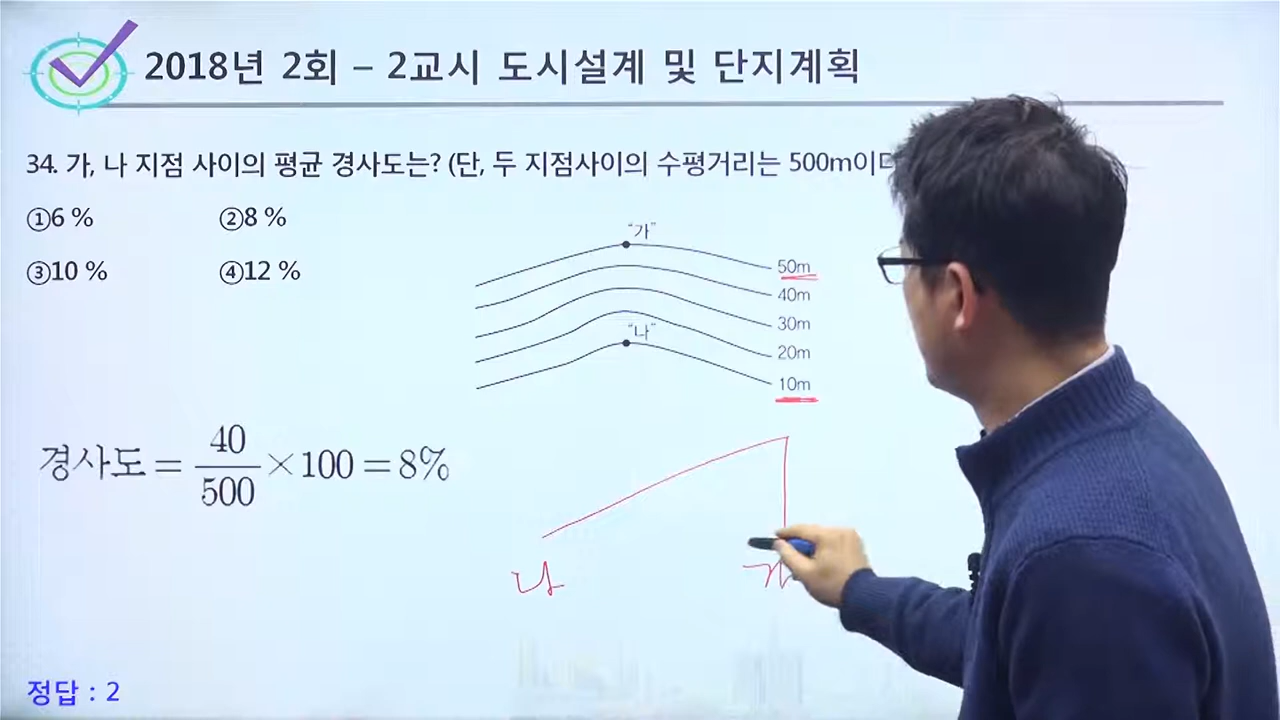 2018년 2회 – 2교시 도시설계 및 단지계획
34. 가, 나 지점 사이의 평균 경사도는? (단, 두 지점사이의 수평거리는 500m이다
①6 %
②8 %
③10 %
④12 %
"가"
50m
40m
30m
"나"
20m
10m
경사도 = 40/500 ×100 = 8%
나
가
정답 : 2